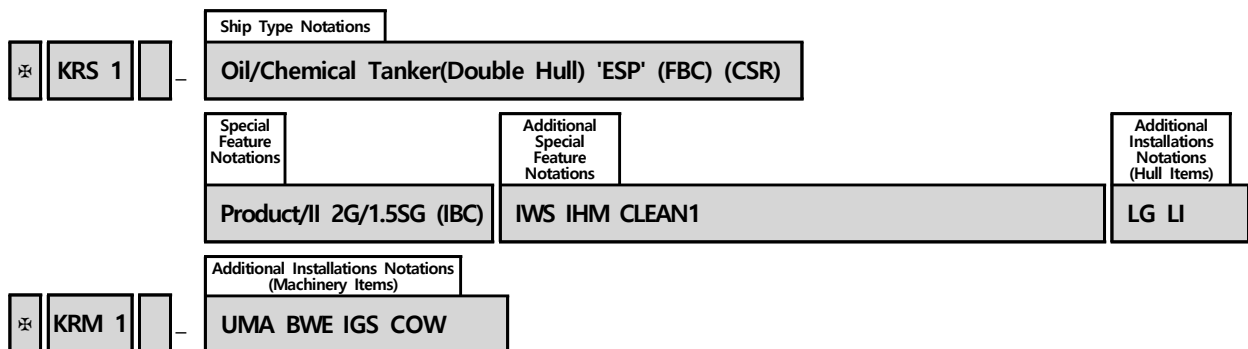 Ship Type Notations
✠ KRS 1 _ Oil/Chemical Tanker(Double Hull) 'ESP' (FBC) (CSR)
Special
Feature
Notations
Additional
Special
Feature
Notations
Additional
Installations
Notations
(Hull Items)
Product/II 2G/1.5SG (IBC)
IWS IHM CLEAN1
LG LI
Additional Installations Notations
(Machinery Items)
✠ KRM 1 _ UMA BWE IGS COW